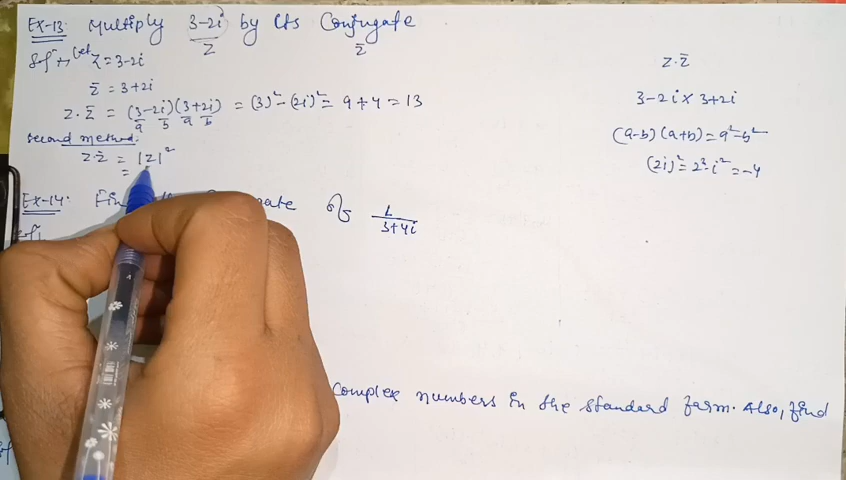 Ex-13 Multiply 3-2i by its Conjugate
z z̄
Solⁿ:→ Let z = 3-2i
z̄ = 3+2i
z.z̄ = (3-2i)(3+2i) = (3)² - (2i)² = 9+4 = 13
a b a b
Second method:
z.z̄ = |z|²
=
z.z̄
3-2i × 3+2i
(a-b)(a+b) = a²-b²
(2i)² = 2²·i² = -4
Ex-14: of 1/3+4i
Complex numbers in the standard form. Also, find